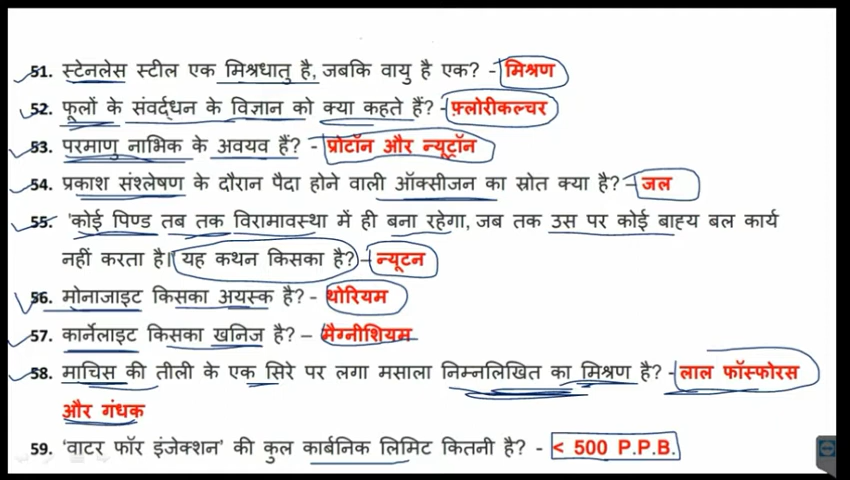 51. स्टेनलेस स्टील एक मिश्रधातु है, जबकि वायु है एक? - मिश्रण
52. फूलों के संवर्द्धन के विज्ञान को क्या कहते हैं? - फ़्लोरीकल्चर
53. परमाणु नाभिक के अवयव हैं? - प्रोटॉन और न्यूट्रॉन
54. प्रकाश संश्लेषण के दौरान पैदा होने वाली ऑक्सीजन का स्रोत क्या है? - जल
55. 'कोई पिण्ड तब तक विरामावस्था में ही बना रहेगा, जब तक उस पर कोई बाह्य बल कार्य
नहीं करता है। यह कथन किसका है? - न्यूटन
56. मोनाजाइट किसका अयस्क है? - थोरियम
57. कार्नेलाइट किसका खनिज है? – मैग्नीशियम
58. माचिस की तीली के एक सिरे पर लगा मसाला निम्नलिखित का मिश्रण है? - लाल फॉस्फोरस
और गंधक
59. 'वाटर फॉर इंजेक्शन' की कुल कार्बनिक लिमिट कितनी है? - < 500 P.P.B.